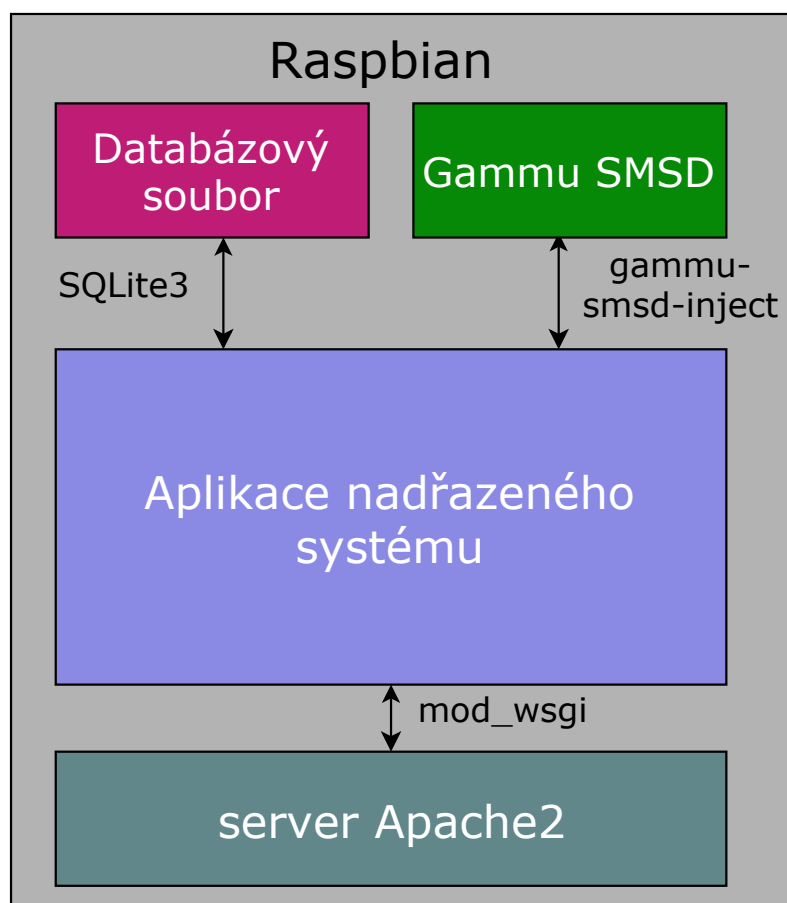 Raspbian
Databázový
soubor
Gammu SMSD
SQLite3
gammu-
smsd-inject
Aplikace nadřazeného
systému
mod_wsgi
server Apache2